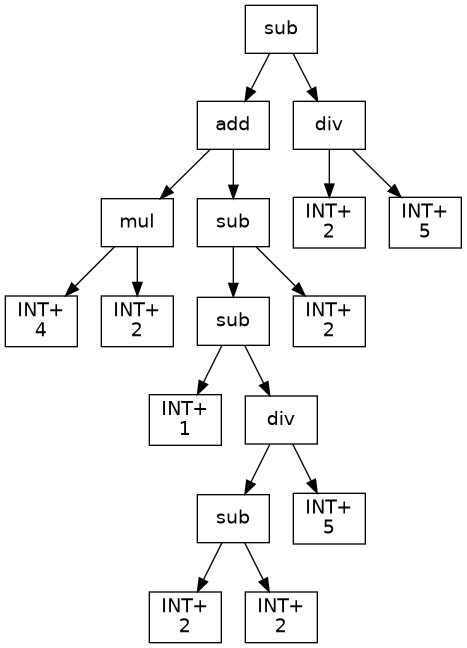 sub
add
div
mul
sub
INT+
2
INT+
5
INT+
4
INT+
2
sub
INT+
2
INT+
1
div
sub
INT+
5
INT+
2
INT+
2